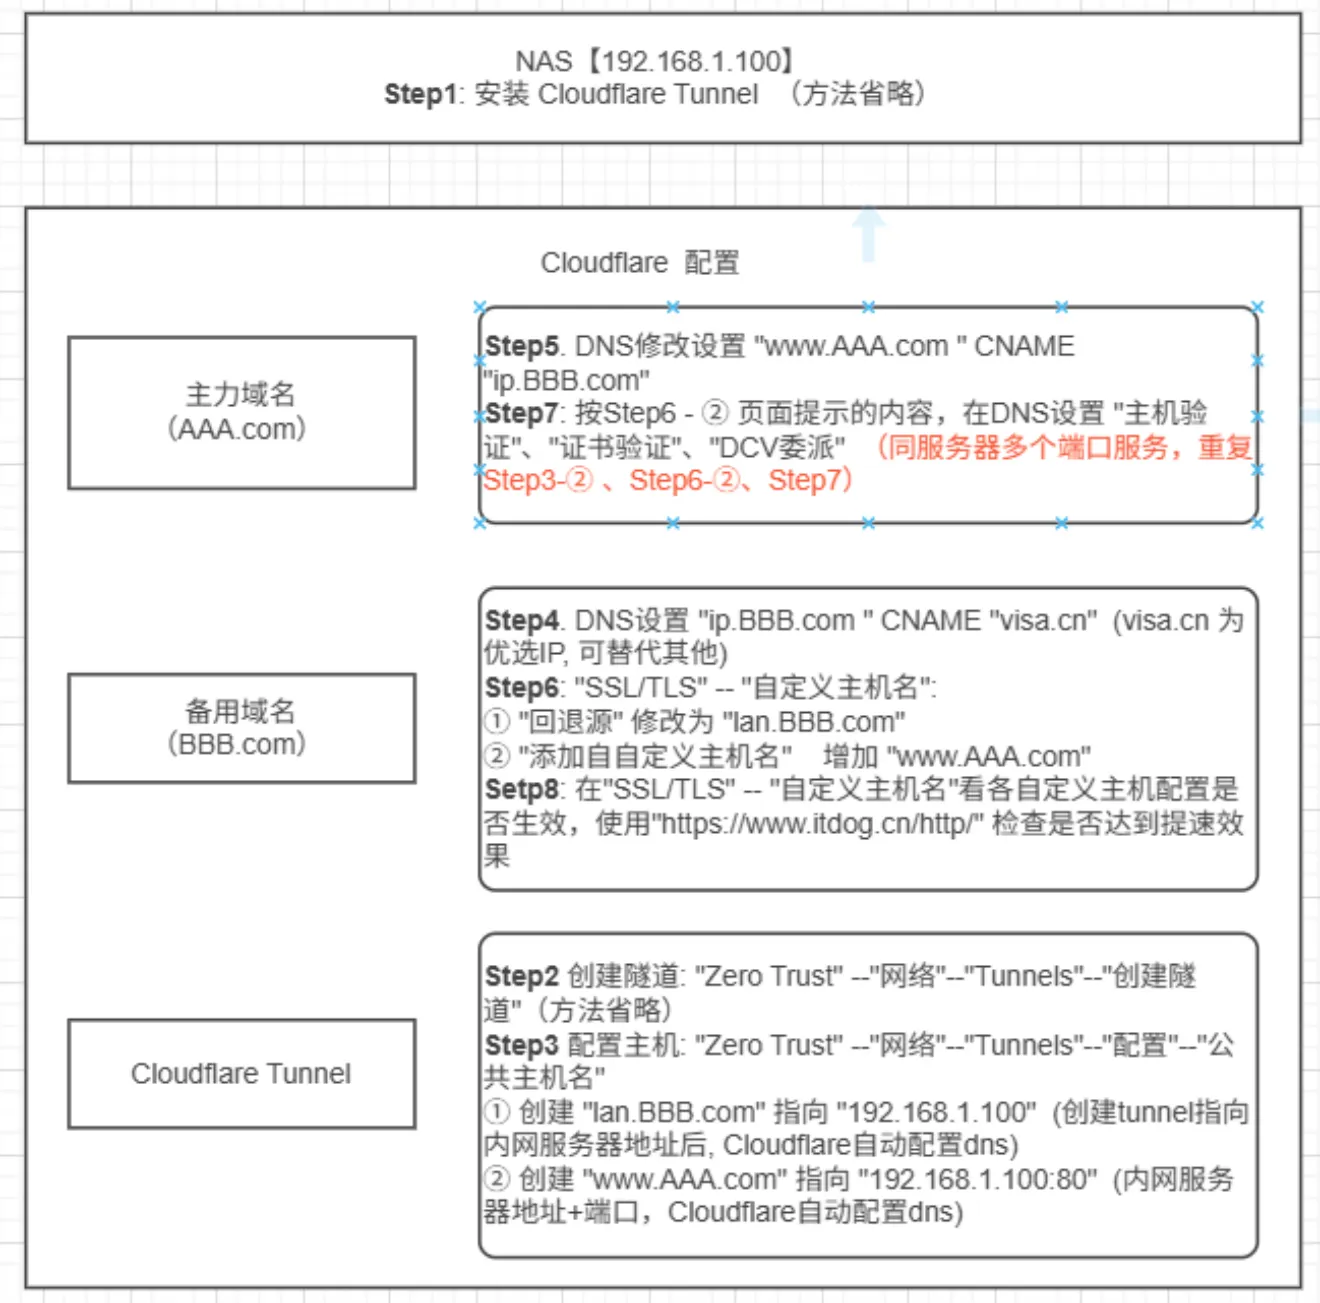 NAS【192.168.1.100】
Step1: 安装 Cloudflare Tunnel （方法省略）
Cloudflare 配置
主力域名
（AAA.com）
Step5. DNS修改设置 "www.AAA.com " CNAME
"ip.BBB.com"
Step7: 按Step6 - ② 页面提示的内容，在DNS设置 "主机验
证"、"证书验证"、"DCV委派" （同服务器多个端口服务，重复
Step3-② 、Step6-②、Step7）
备用域名
（BBB.com）
Step4. DNS设置 "ip.BBB.com " CNAME "visa.cn" (visa.cn 为
优选IP, 可替代其他)
Step6: "SSL/TLS" -- "自定义主机名":
① "回退源" 修改为 "lan.BBB.com"
② "添加自自定义主机名" 增加 "www.AAA.com"
Setp8: 在"SSL/TLS" -- "自定义主机名"看各自定义主机配置是
否生效，使用"https://www.itdog.cn/http/" 检查是否达到提速效
果
Cloudflare Tunnel
Step2 创建隧道: "Zero Trust" --"网络"--"Tunnels"--"创建隧
道"（方法省略）
Step3 配置主机: "Zero Trust" --"网络"--"Tunnels"--"配置"--"公
共主机名"
① 创建 "lan.BBB.com" 指向 "192.168.1.100" (创建tunnel指向
内网服务器地址后, Cloudflare自动配置dns)
② 创建 "www.AAA.com" 指向 "192.168.1.100:80" (内网服务
器地址+端口，Cloudflare自动配置dns)